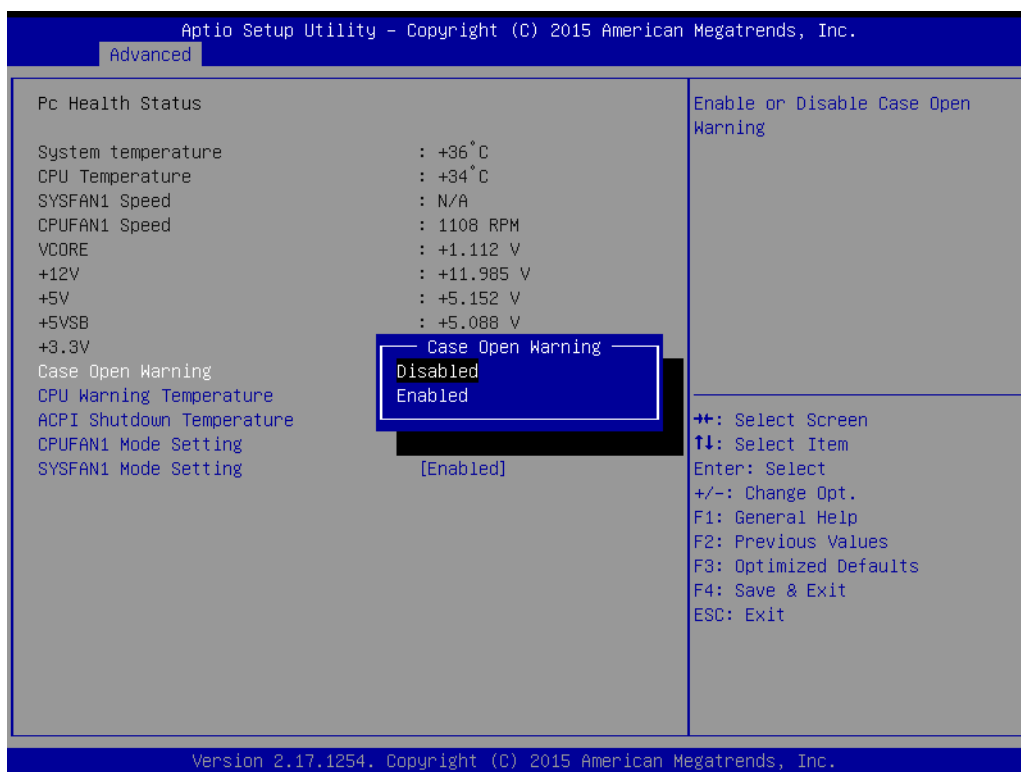 Aptio Setup Utility – Copyright (C) 2015 American Megatrends, Inc.
Advanced
Pc Health Status
System temperature : +36°C
CPU Temperature : +34°C
SYSFAN1 Speed : N/A
CPUFAN1 Speed : 1108 RPM
VCORE : +1.112 V
+12V : +11.985 V
+5V : +5.152 V
+5VSB : +5.088 V
+3.3V
Case Open Warning
CPU Warning Temperature
ACPI Shutdown Temperature
CPUFAN1 Mode Setting
SYSFAN1 Mode Setting [Enabled]
Case Open Warning
Disabled
Enabled
Enable or Disable Case Open
Warning
→←: Select Screen
↑↓: Select Item
Enter: Select
+/-: Change Opt.
F1: General Help
F2: Previous Values
F3: Optimized Defaults
F4: Save & Exit
ESC: Exit
Version 2.17.1254. Copyright (C) 2015 American Megatrends, Inc.